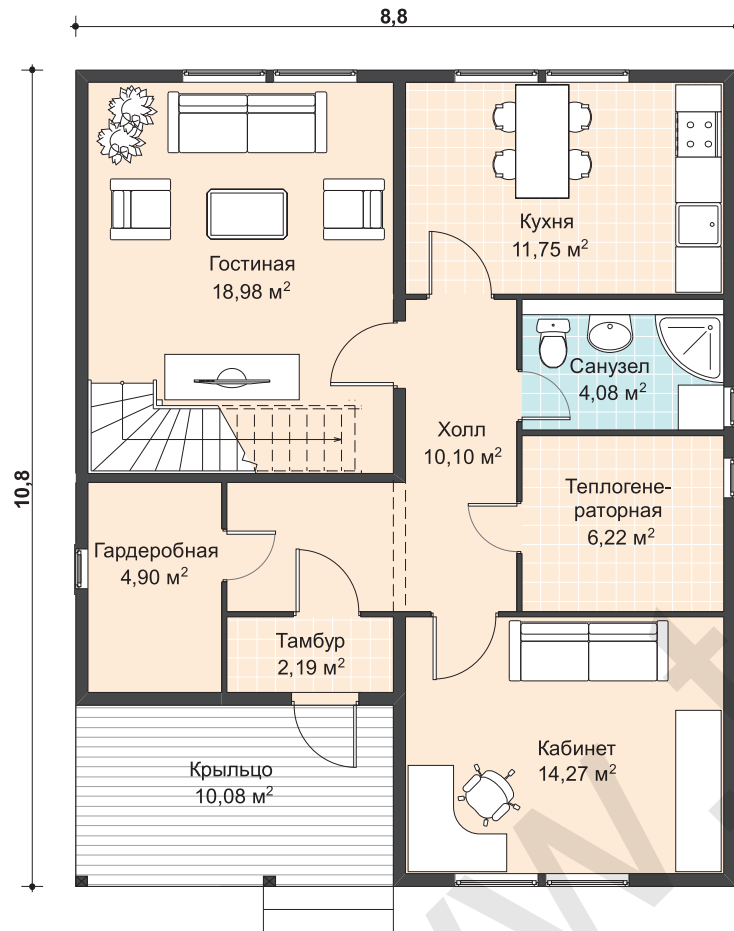 8,8
10,8
Гостиная
18,98 м²
Кухня
11,75 м²
Санузел
4,08 м²
Холл
10,10 м²
Теплогене-
раторная
6,22 м²
Гардеробная
4,90 м²
Тамбур
2,19 м²
Крыльцо
10,08 м²
Кабинет
14,27 м²